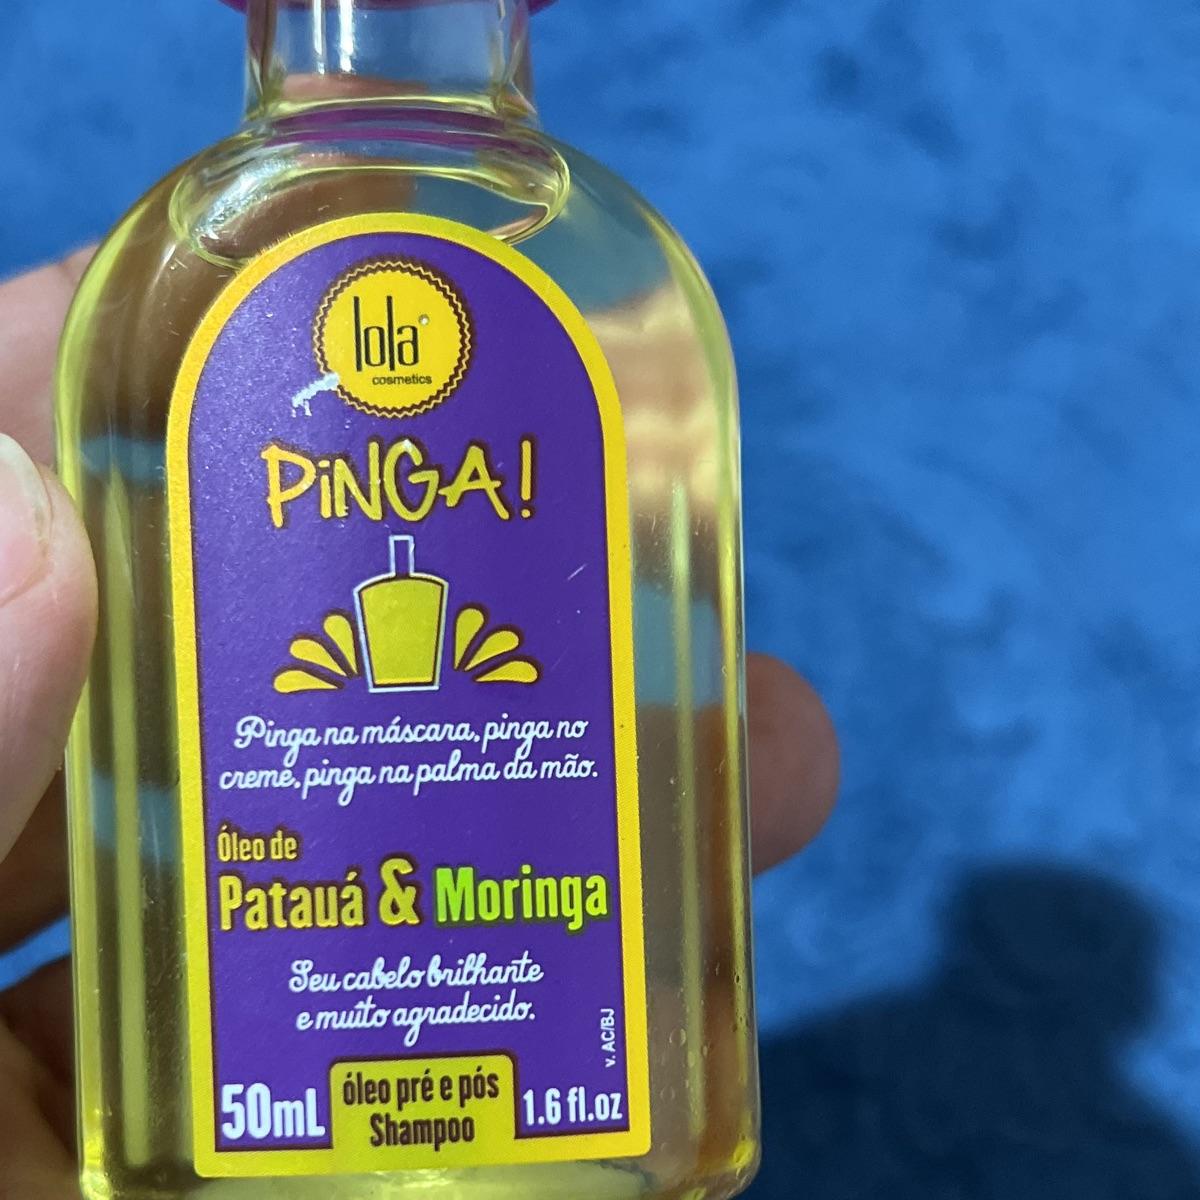 lola
cosmetics
PiNGA!
Pinga na máscara, pinga no
creme, pinga na palma da mão.
Óleo de
Patauá & Moringa
Seu cabelo brilhante
e muito agradecido.
v. AC/BJ
50mL
óleo pré e pós
Shampoo
1.6 fl.oz